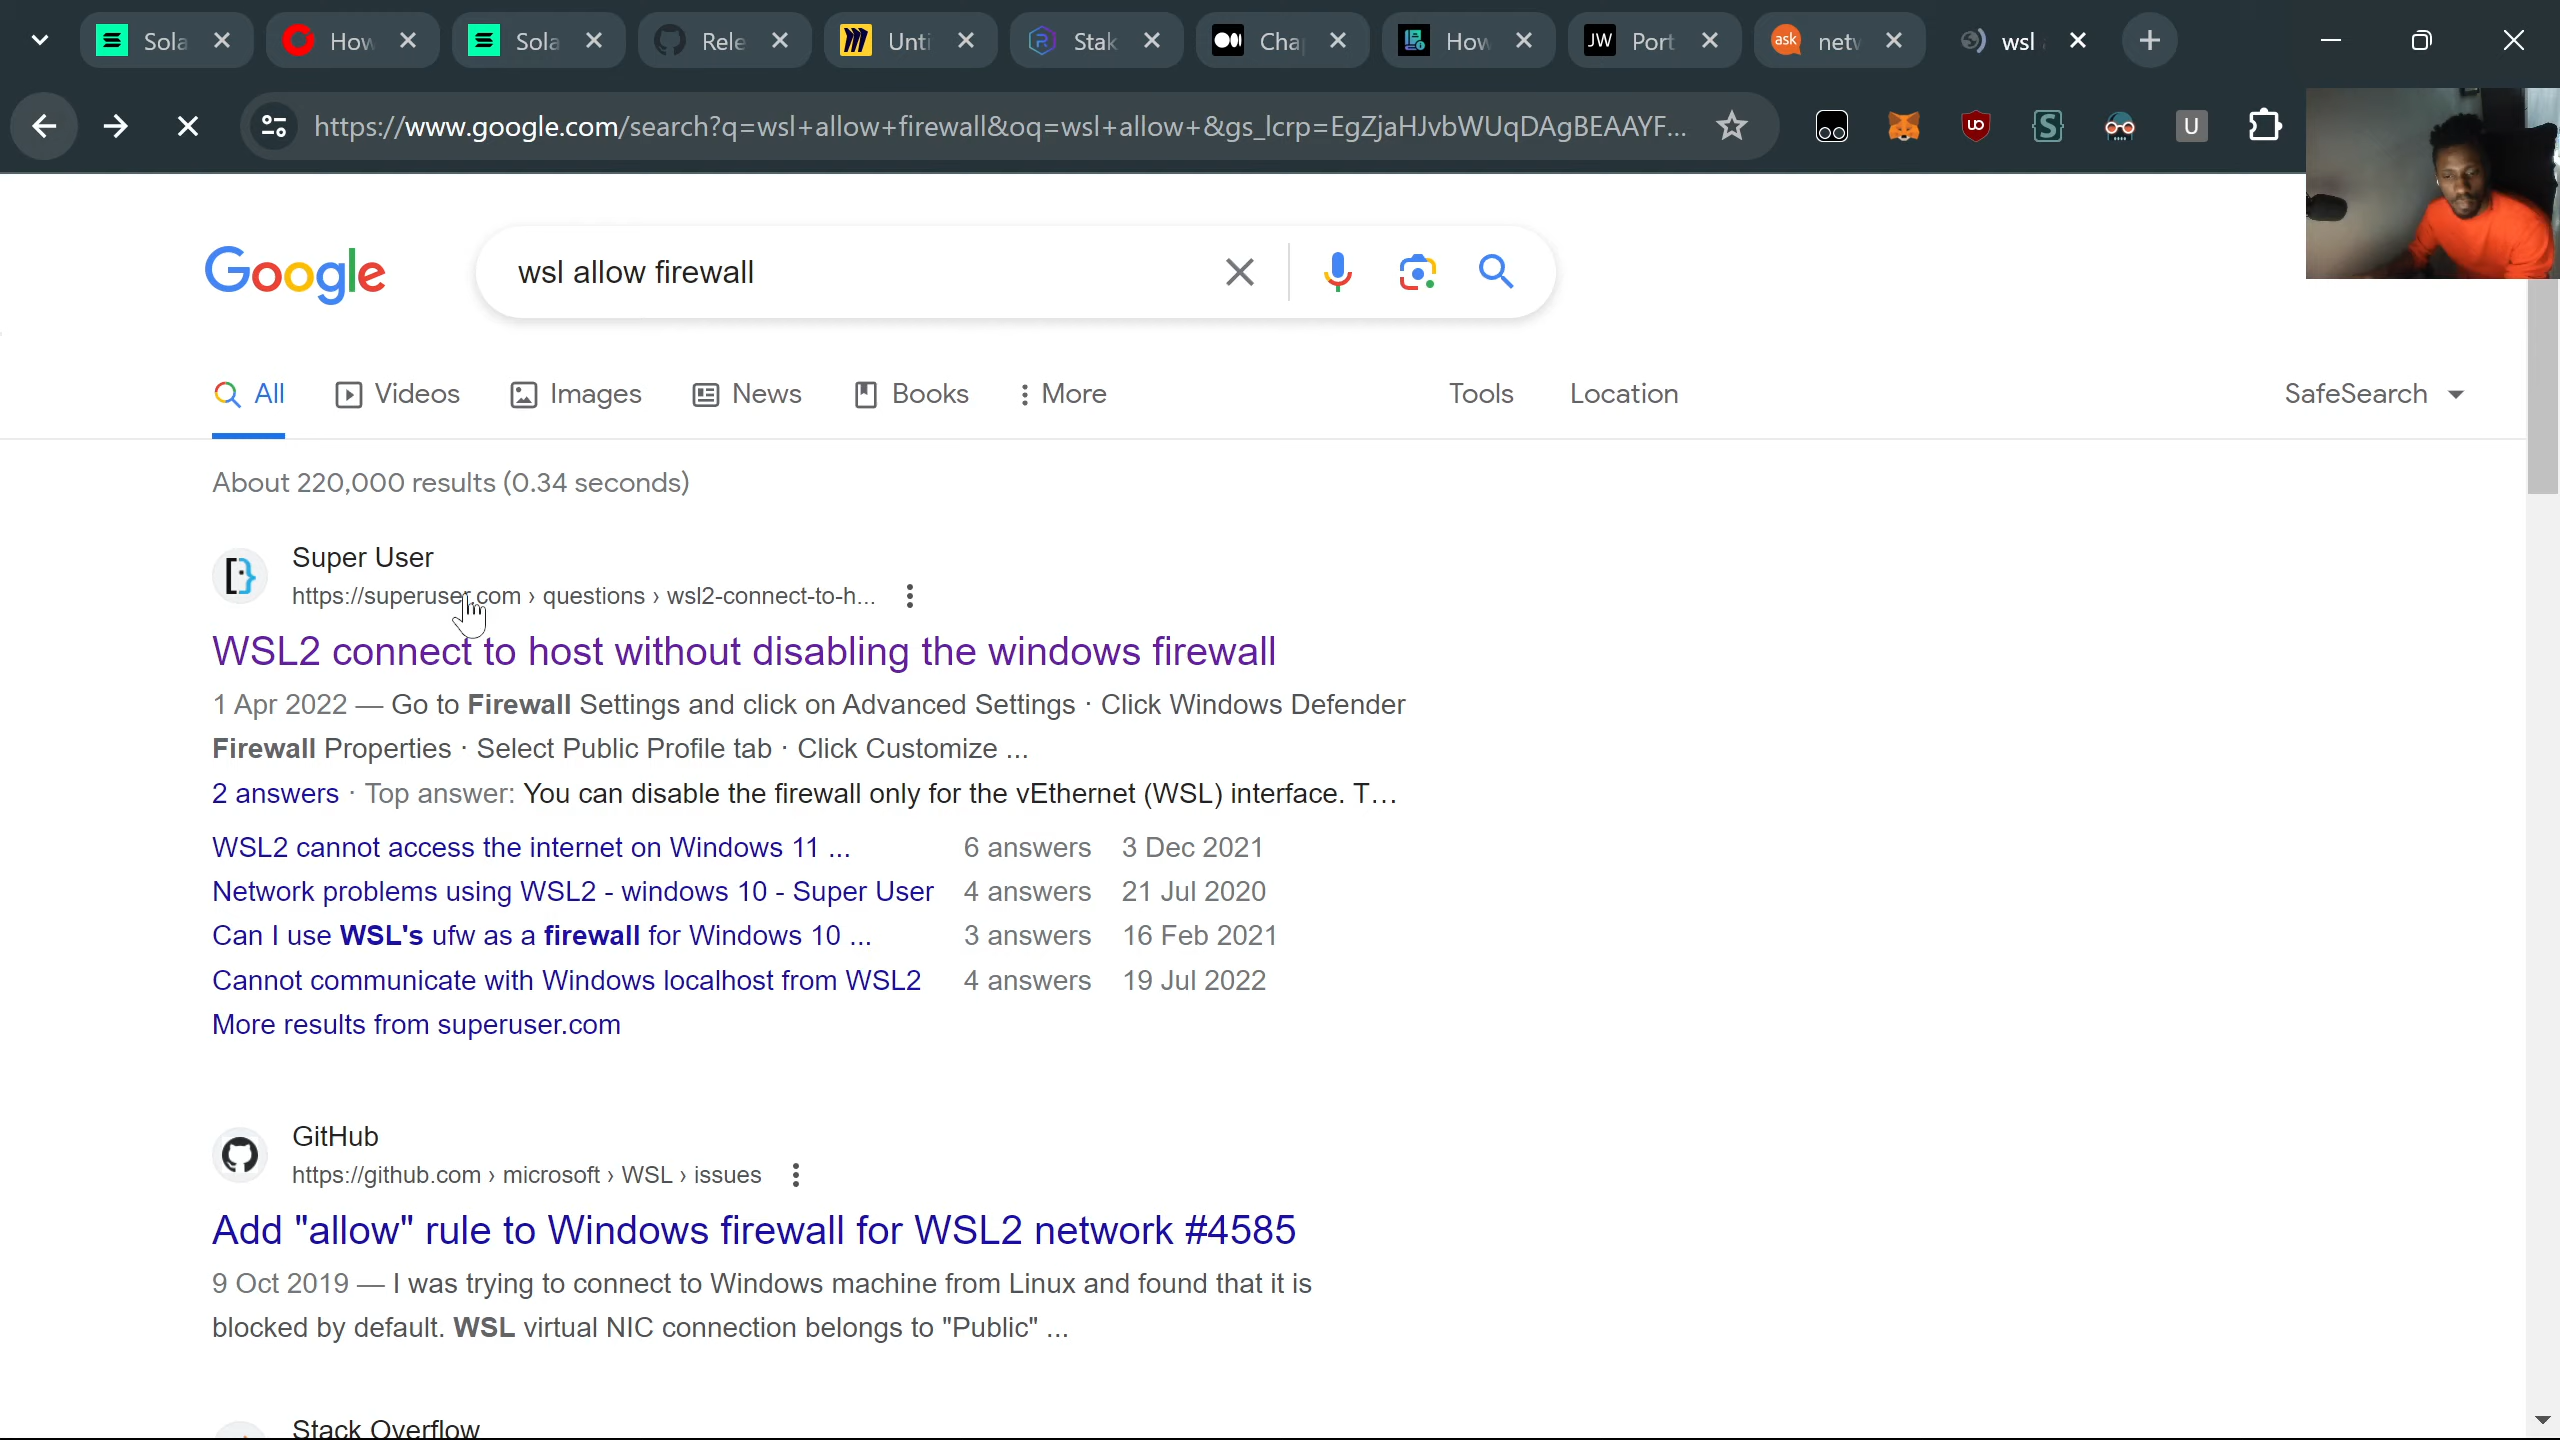 Sola
How
Sola
Rele
Unti
Stak
Cha
How
JW
Port
ask
netw
wsl
https://www.google.com/search?q=wsl+allow+firewall&oq=wsl+allow+&gs_lcrp=EgZjaHJvbWUqDAgBEAAYF...
U
Google
wsl allow firewall
All
Videos
Images
News
Books
More
Tools
Location
SafeSearch
About 220,000 results (0.34 seconds)
Super User
https://superuser.com › questions › wsl2-connect-to-h...
WSL2 connect to host without disabling the windows firewall
1 Apr 2022 — Go to Firewall Settings and click on Advanced Settings · Click Windows Defender
Firewall Properties · Select Public Profile tab · Click Customize ...
2 answers · Top answer: You can disable the firewall only for the vEthernet (WSL) interface. T...
WSL2 cannot access the internet on Windows 11 ... 6 answers 3 Dec 2021
Network problems using WSL2 - windows 10 - Super User 4 answers 21 Jul 2020
Can I use WSL's ufw as a firewall for Windows 10 ... 3 answers 16 Feb 2021
Cannot communicate with Windows localhost from WSL2 4 answers 19 Jul 2022
More results from superuser.com
GitHub
https://github.com › microsoft › WSL › issues
Add "allow" rule to Windows firewall for WSL2 network #4585
9 Oct 2019 — I was trying to connect to Windows machine from Linux and found that it is
blocked by default. WSL virtual NIC connection belongs to "Public" ...
Stack Overflow